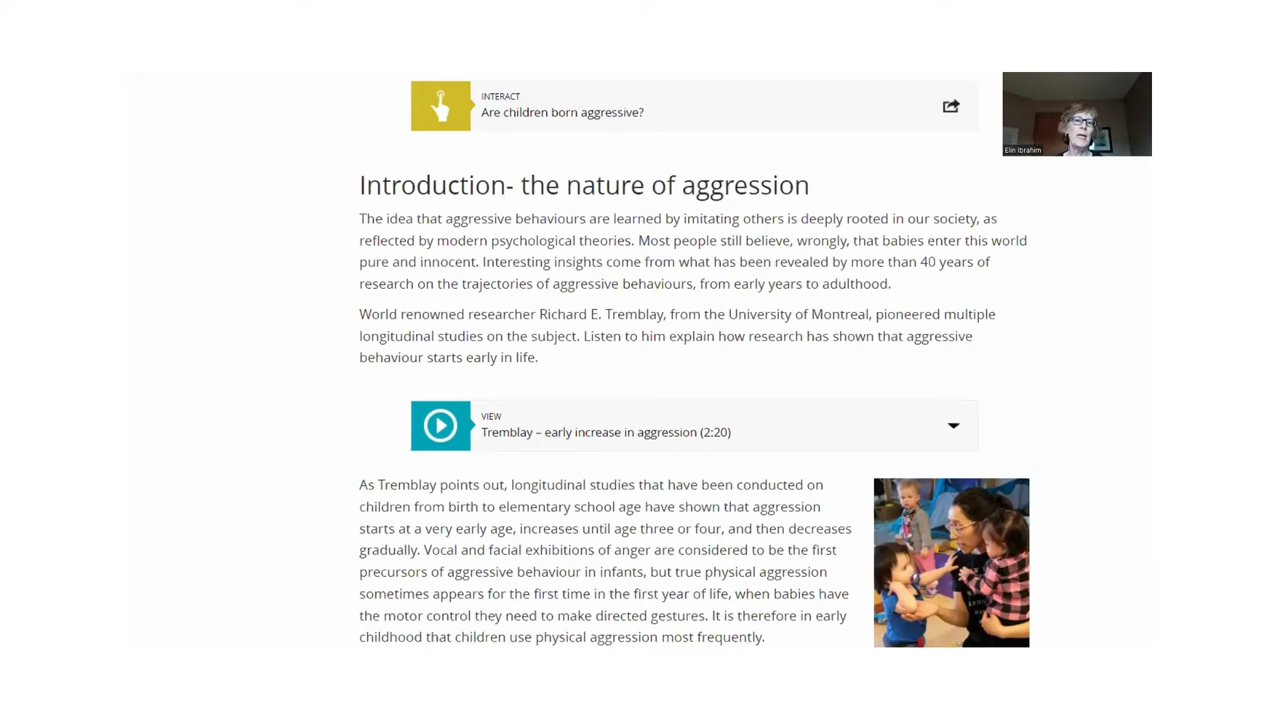 INTERACT
Are children born aggressive?
Elin Ibrahim
Introduction- the nature of aggression
The idea that aggressive behaviours are learned by imitating others is deeply rooted in our society, as
reflected by modern psychological theories. Most people still believe, wrongly, that babies enter this world
pure and innocent. Interesting insights come from what has been revealed by more than 40 years of
research on the trajectories of aggressive behaviours, from early years to adulthood.
World renowned researcher Richard E. Tremblay, from the University of Montreal, pioneered multiple
longitudinal studies on the subject. Listen to him explain how research has shown that aggressive
behaviour starts early in life.
VIEW
Tremblay – early increase in aggression (2:20)
As Tremblay points out, longitudinal studies that have been conducted on
children from birth to elementary school age have shown that aggression
starts at a very early age, increases until age three or four, and then decreases
gradually. Vocal and facial exhibitions of anger are considered to be the first
precursors of aggressive behaviour in infants, but true physical aggression
sometimes appears for the first time in the first year of life, when babies have
the motor control they need to make directed gestures. It is therefore in early
childhood that children use physical aggression most frequently.